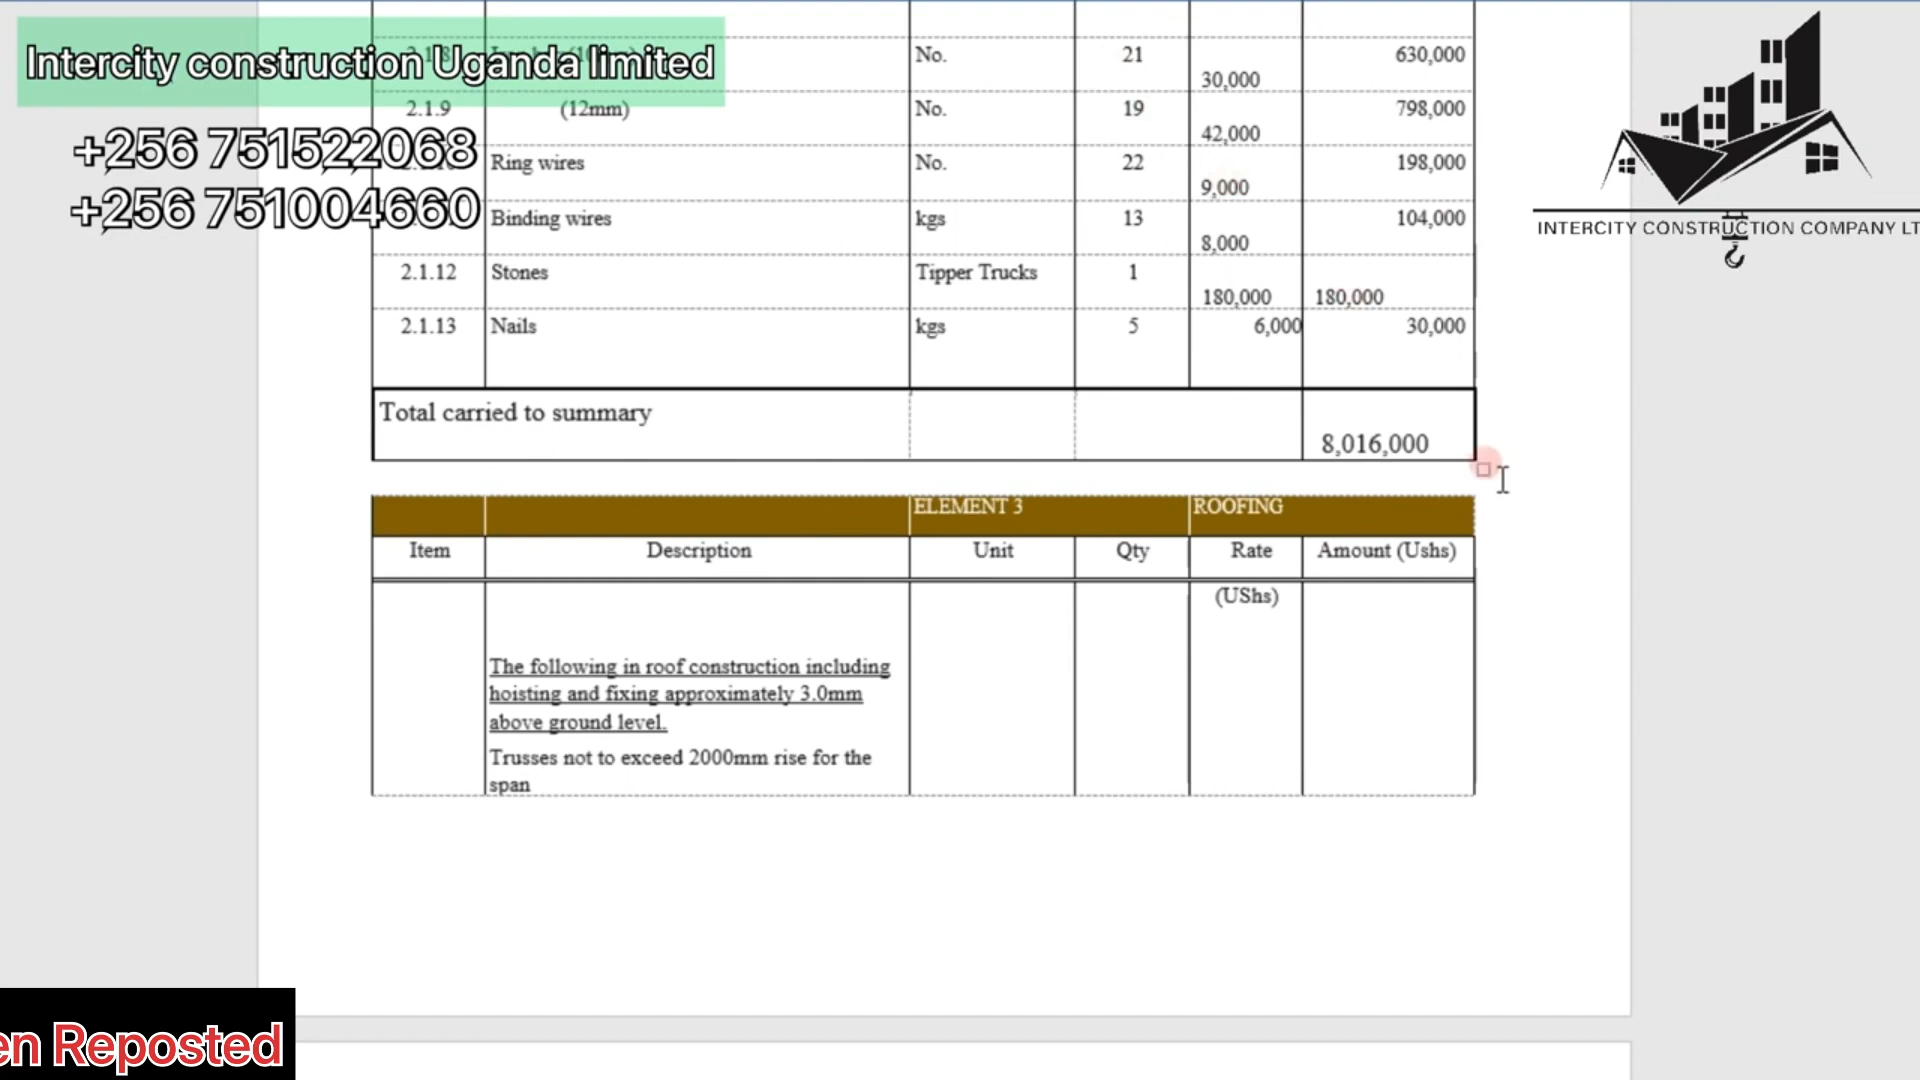 Intercity construction Uganda limited
+256 751522068
+256 751004660
INTERCITY CONSTRUCTION COMPANY LT
No. 21 30,000 630,000
2.1.9 (12mm) No. 19 42,000 798,000
Ring wires No. 22 9,000 198,000
Binding wires kgs 13 8,000 104,000
2.1.12 Stones Tipper Trucks 1 180,000 180,000
2.1.13 Nails kgs 5 6,000 30,000
Total carried to summary 8,016,000
ELEMENT 3 ROOFING
Item Description Unit Qty Rate Amount (Ushs)
(UShs)
The following in roof construction including
hoisting and fixing approximately 3.0mm
above ground level.
Trusses not to exceed 2000mm rise for the
span
en Reposted